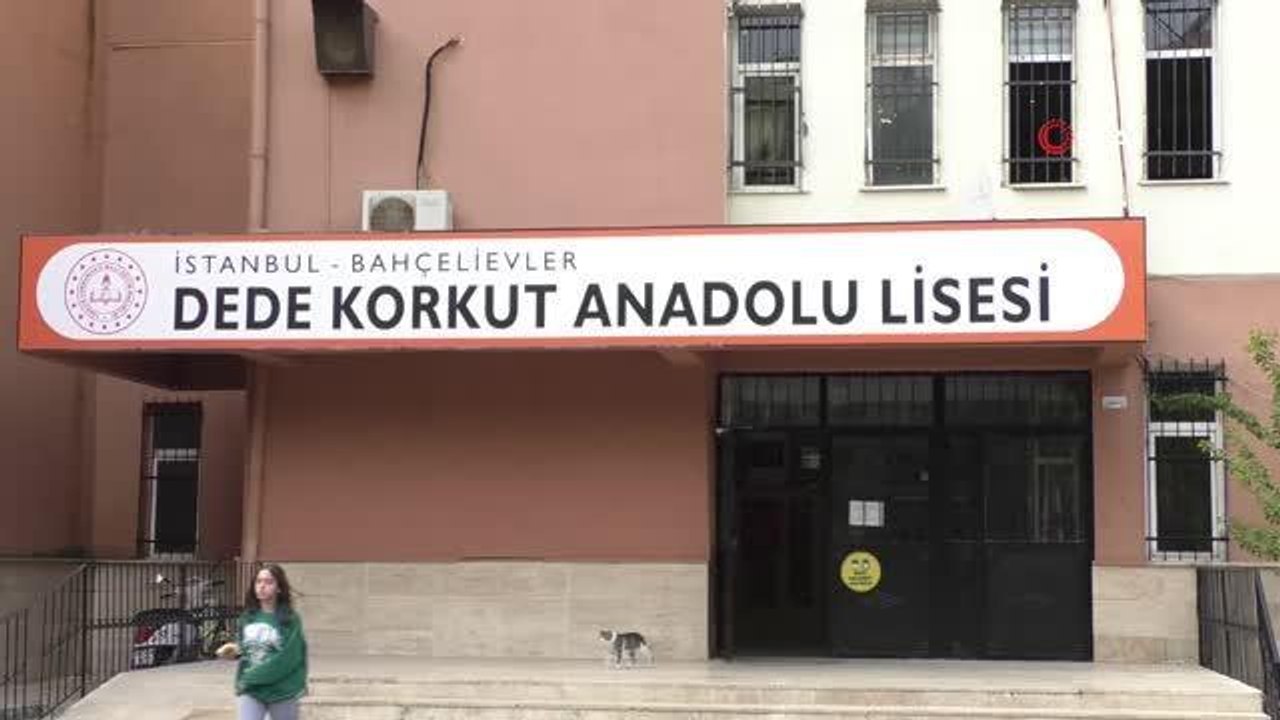 İSTANBUL - BAHÇELİEVLER
DEDE KORKUT ANADOLU LİSESİ